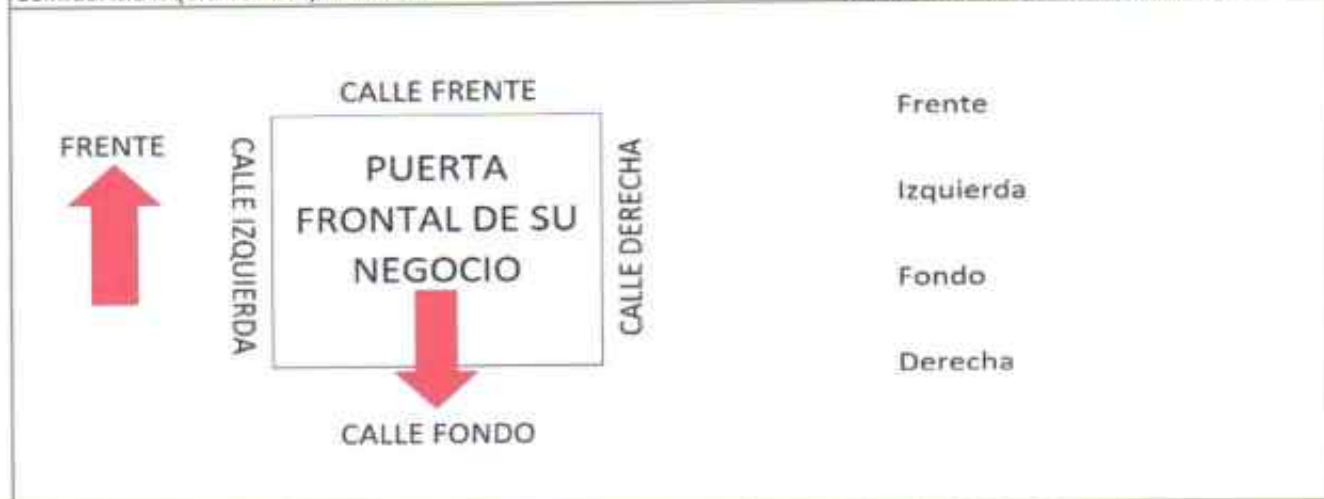 CALLE FRENTE
FRENTE
CALLE IZQUIERDA
PUERTA
FRONTAL DE SU
NEGOCIO
CALLE DERECHA
CALLE FONDO
Frente
Izquierda
Fondo
Derecha